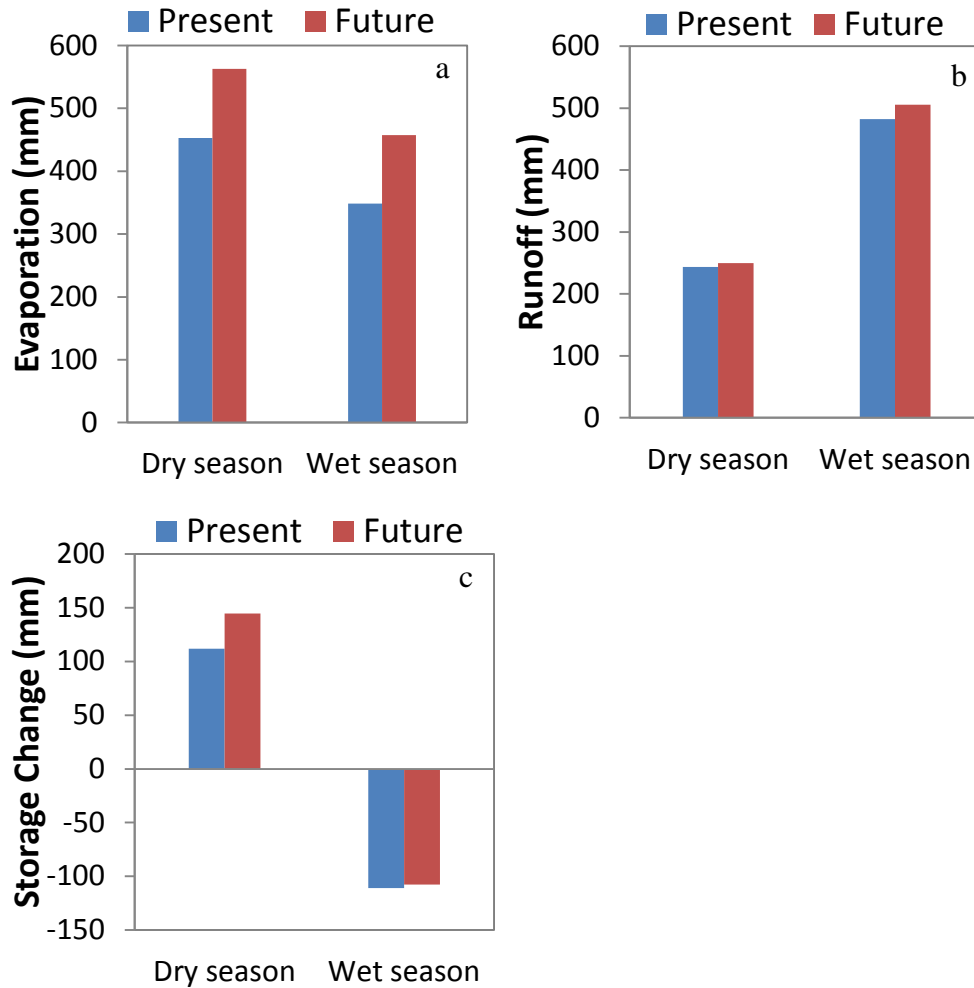 Present Future
a
Evaporation (mm)
600
500
400
300
200
100
0
Dry season Wet season
Present Future
b
Runoff (mm)
600
500
400
300
200
100
0
Dry season Wet season
Present Future
c
Storage Change (mm)
200
150
100
50
0
-50
-100
-150
Dry season Wet season